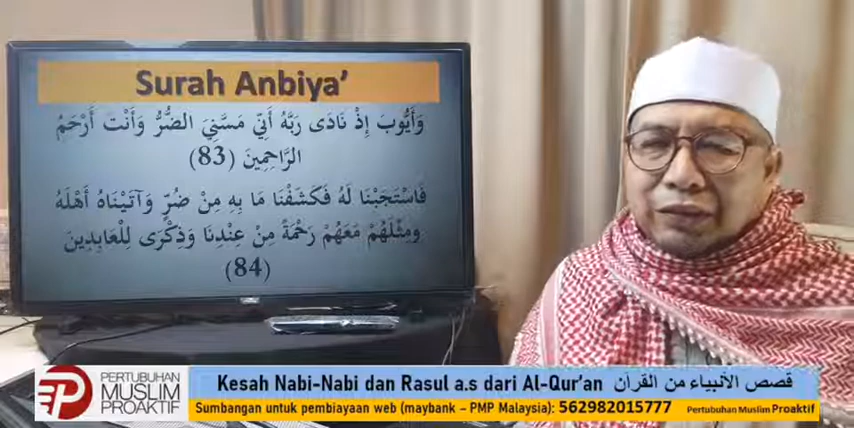 Surah Anbiya’
وَأَيُّوبَ إِذْ نَادَى رَبَّهُ أَنِّي مَسَّنِيَ الضُّرُّ وَأَنْت أَرْحَمُ
الرَّاحِمِينَ (83)
فَاسْتَجَبْنَا لَهُ فَكَشَفْنَا مَا بِهِ مِنْ ضُرٍّ وَآتَيْنَاهُ أَهْلَهُ
وَمِثْلَهُمْ مَعَهُمْ رَحْمَةً مِنْ عِنْدِنَا وَذِكْرَى لِلْعَابِدِينَ
(84)
PERTUBUHAN
MUSLIM
PROAKTIF
Kesah Nabi-Nabi dan Rasul a.s dari Al-Qur’an قصص الأنبياء من القرآن
Sumbangan untuk pembiayaan web (maybank – PMP Malaysia): 562982015777 Pertubuhan Muslim Proaktif